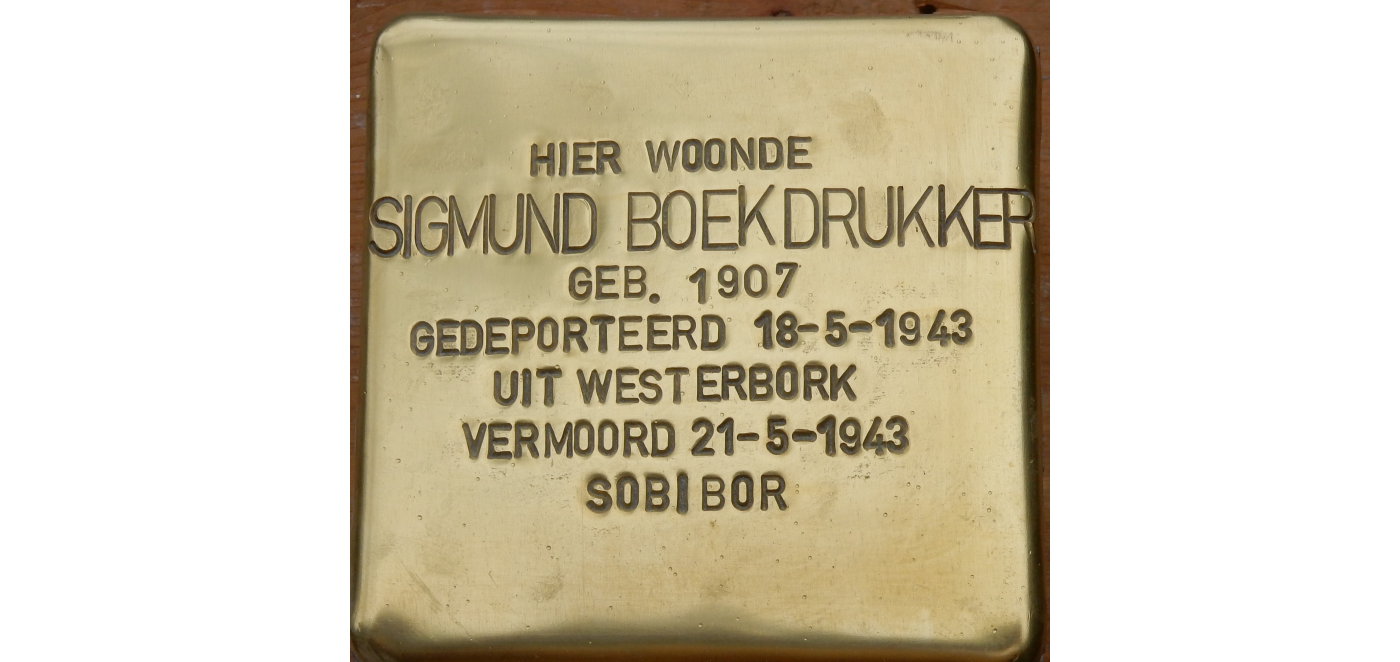 HIER WOONDE
SIGMUND BOEKDRUKKER
GEB. 1907
GEDEPORTEERD 18-5-1943
UIT WESTERBORK
VERMOORD 21-5-1943
SOBIBOR